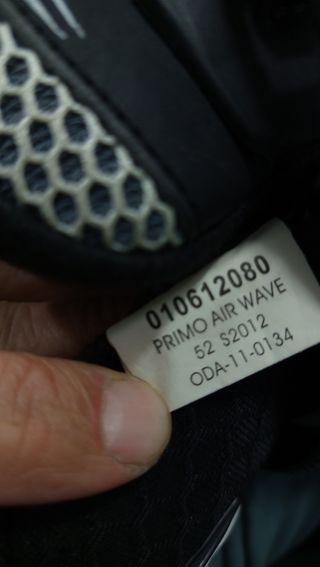 010612080
PRIMO AIR WAVE
52 S2012
ODA-11-0134